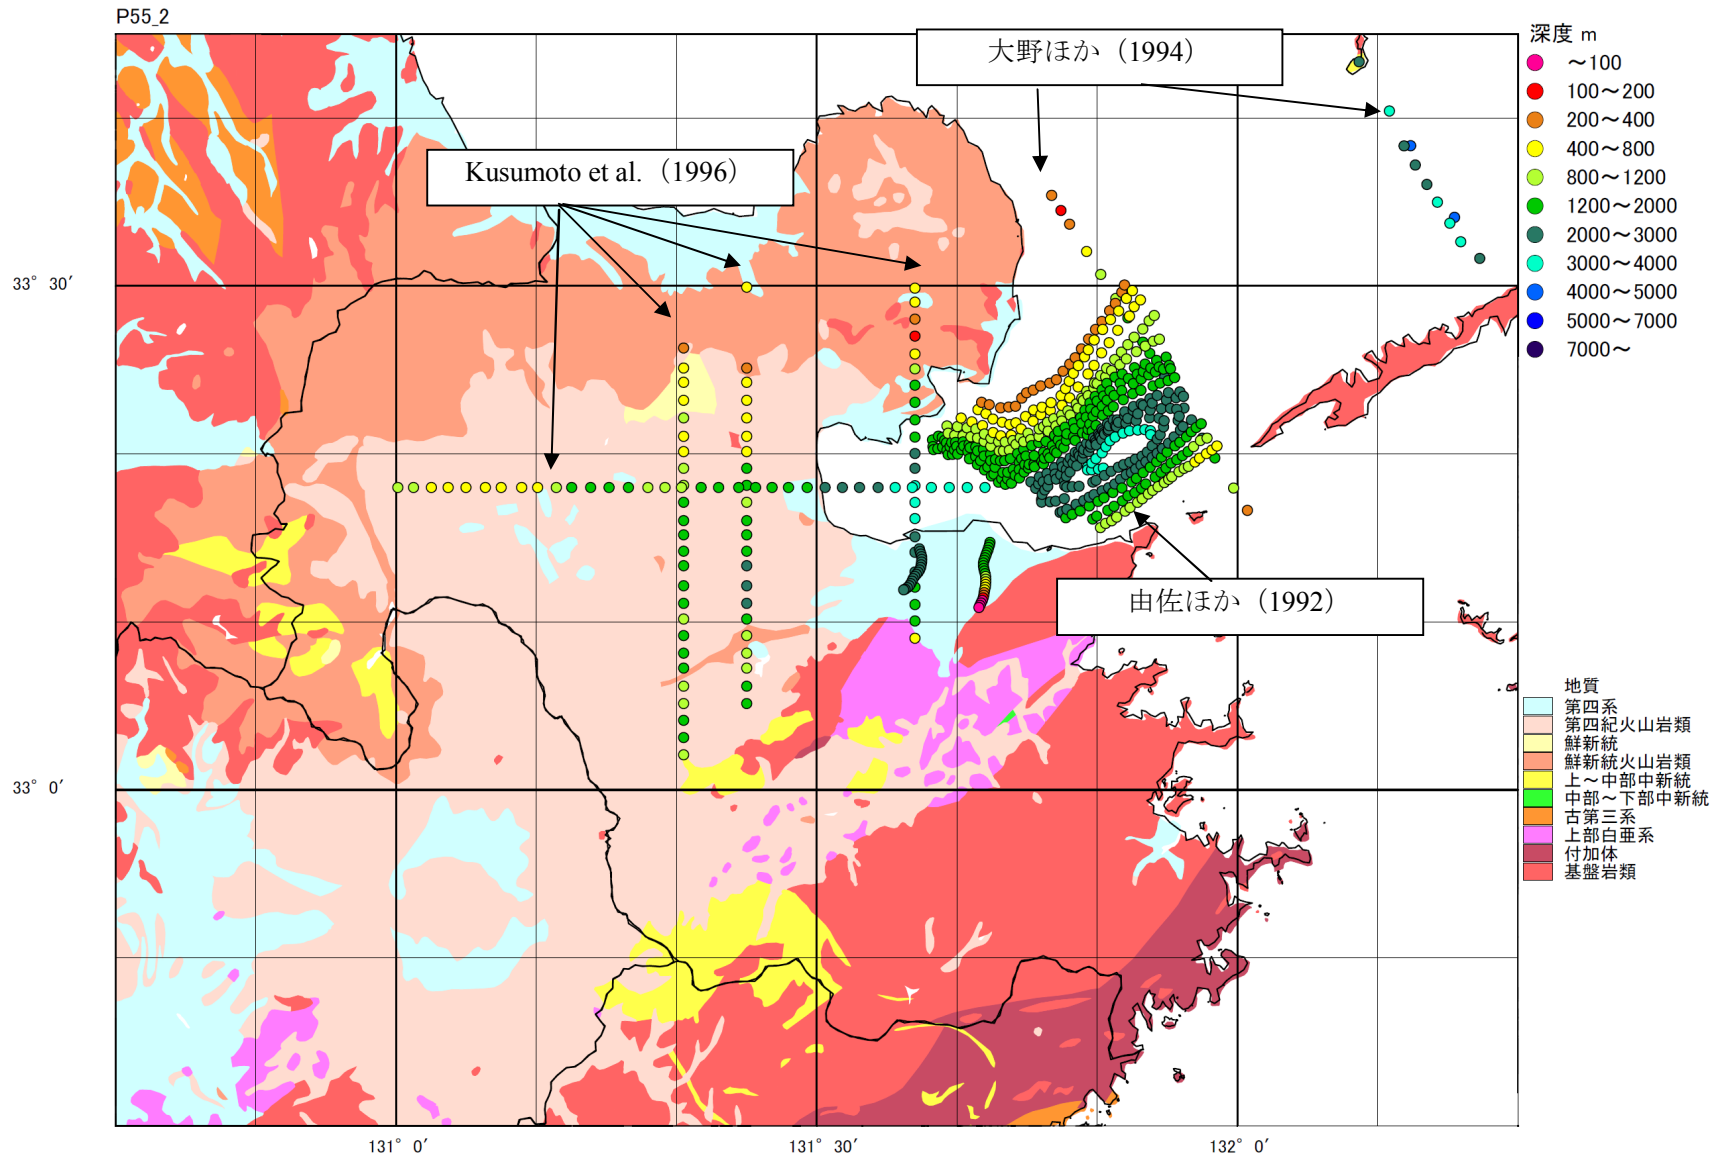 P55_2
大野ほか（1994）
Kusumoto et al.（1996）
由佐ほか（1992）
33° 30′
33° 0′
131° 0′
131° 30′
132° 0′
深度 m
～100
100～200
200～400
400～800
800～1200
1200～2000
2000～3000
3000～4000
4000～5000
5000～7000
7000～
地質
第四系
第四紀火山岩類
鮮新統
鮮新統火山岩類
上～中部中新統
中部～下部中新統
古第三系
上部白亜系
付加体
基盤岩類